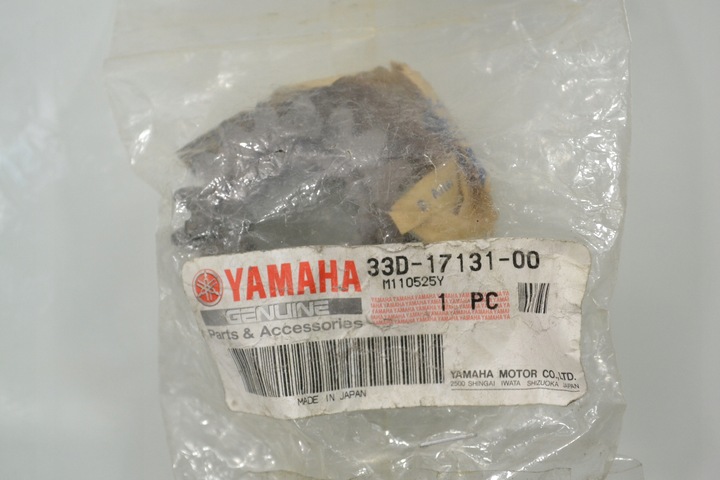 YAMAHA
GENUINE
Parts & Accessories
33D-17131-00
M110525Y
1 PC
MADE IN JAPAN
YAMAHA MOTOR CO.,LTD.
2500 SHINGAI IWATA SHIZUOKA JAPAN